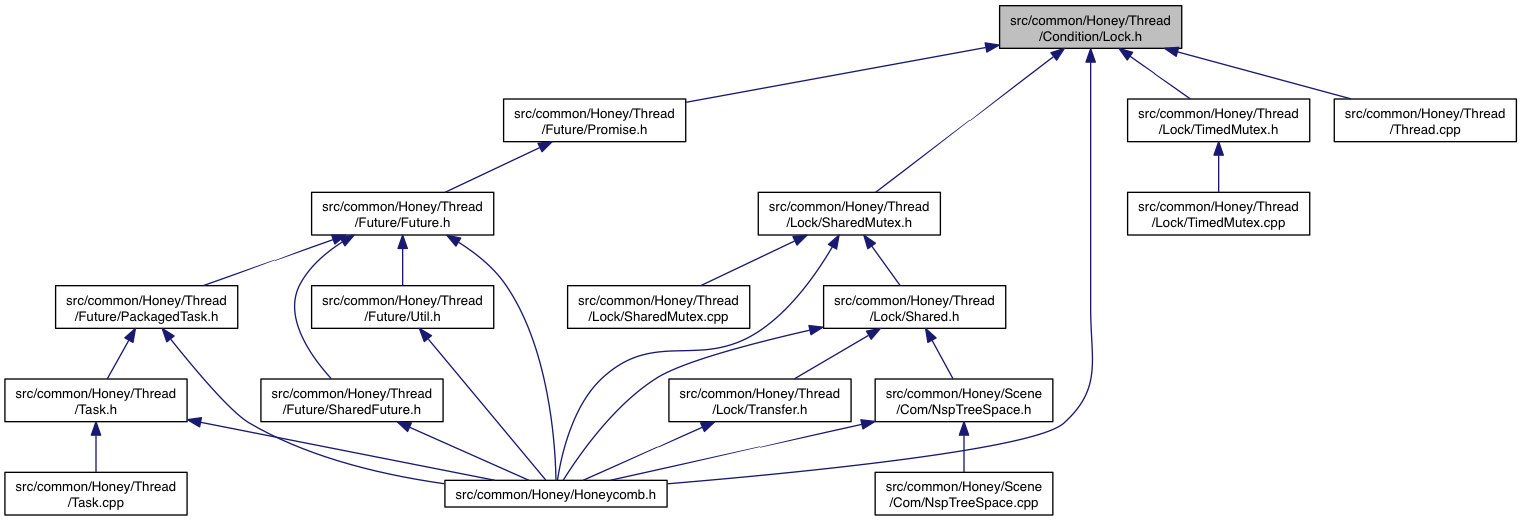 src/common/Honey/Thread
/Condition/Lock.h
src/common/Honey/Thread
/Future/Promise.h
src/common/Honey/Thread
/Lock/TimedMutex.h
src/common/Honey/Thread
/Thread.cpp
src/common/Honey/Thread
/Future/Future.h
src/common/Honey/Thread
/Lock/SharedMutex.h
src/common/Honey/Thread
/Lock/TimedMutex.cpp
src/common/Honey/Thread
/Future/PackagedTask.h
src/common/Honey/Thread
/Future/Util.h
src/common/Honey/Thread
/Lock/SharedMutex.cpp
src/common/Honey/Thread
/Lock/Shared.h
src/common/Honey/Thread
/Task.h
src/common/Honey/Thread
/Future/SharedFuture.h
src/common/Honey/Thread
/Lock/Transfer.h
src/common/Honey/Scene
/Com/NspTreeSpace.h
src/common/Honey/Thread
/Task.cpp
src/common/Honey/Honeycomb.h
src/common/Honey/Scene
/Com/NspTreeSpace.cpp